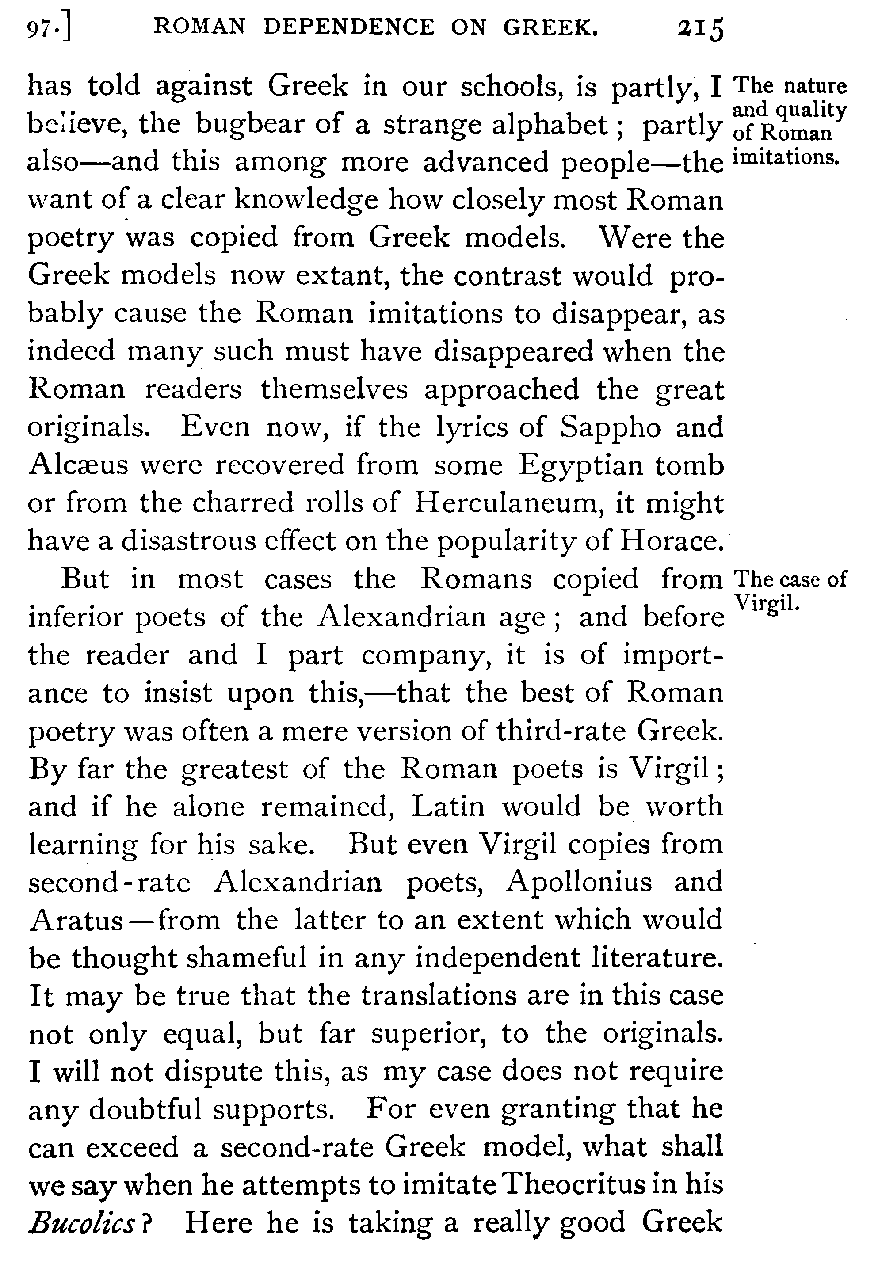 97.] ROMAN DEPENDENCE ON GREEK. 215
has told against Greek in our schools, is partly, I
believe, the bugbear of a strange alphabet ; partly
also—and this among more advanced people—the
want of a clear knowledge how closely most Roman
poetry was copied from Greek models. Were the
Greek models now extant, the contrast would pro-
bably cause the Roman imitations to disappear, as
indeed many such must have disappeared when the
Roman readers themselves approached the great
originals. Even now, if the lyrics of Sappho and
Alcæus were recovered from some Egyptian tomb
or from the charred rolls of Herculaneum, it might
have a disastrous effect on the popularity of Horace.
The nature
and quality
of Roman
imitations.
But in most cases the Romans copied from
inferior poets of the Alexandrian age ; and before
the reader and I part company, it is of import-
ance to insist upon this,—that the best of Roman
poetry was often a mere version of third-rate Greek.
By far the greatest of the Roman poets is Virgil ;
and if he alone remained, Latin would be worth
learning for his sake. But even Virgil copies from
second-rate Alexandrian poets, Apollonius and
Aratus—from the latter to an extent which would
be thought shameful in any independent literature.
It may be true that the translations are in this case
not only equal, but far superior, to the originals.
I will not dispute this, as my case does not require
any doubtful supports. For even granting that he
can exceed a second-rate Greek model, what shall
we say when he attempts to imitate Theocritus in his
Bucolics ? Here he is taking a really good Greek
The case of
Virgil.